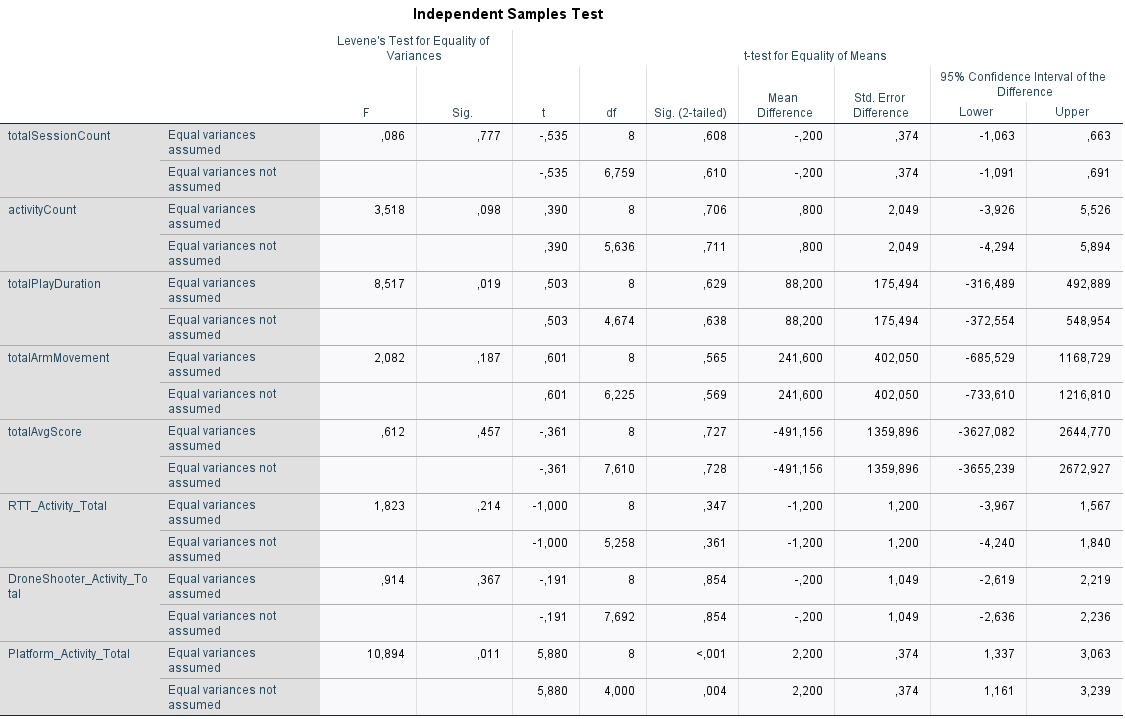 Independent Samples Test
Levene's Test for Equality of
Variances
t-test for Equality of Means
95% Confidence Interval of the
Difference
F Sig. t df Sig. (2-tailed) Mean Difference Std. Error Difference Lower Upper
totalSessionCount Equal variances assumed ,086 ,777 -,535 8 ,608 -,200 ,374 -1,063 ,663
Equal variances not assumed -,535 6,759 ,610 -,200 ,374 -1,091 ,691
activityCount Equal variances assumed 3,518 ,098 ,390 8 ,706 ,800 2,049 -3,926 5,526
Equal variances not assumed ,390 5,636 ,711 ,800 2,049 -4,294 5,894
totalPlayDuration Equal variances assumed 8,517 ,019 ,503 8 ,629 88,200 175,494 -316,489 492,889
Equal variances not assumed ,503 4,674 ,638 88,200 175,494 -372,554 548,954
totalArmMovement Equal variances assumed 2,082 ,187 ,601 8 ,565 241,600 402,050 -685,529 1168,729
Equal variances not assumed ,601 6,225 ,569 241,600 402,050 -733,610 1216,810
totalAvgScore Equal variances assumed ,612 ,457 -,361 8 ,727 -491,156 1359,896 -3627,082 2644,770
Equal variances not assumed -,361 7,610 ,728 -491,156 1359,896 -3655,239 2672,927
RTT_Activity_Total Equal variances assumed 1,823 ,214 -1,000 8 ,347 -1,200 1,200 -3,967 1,567
Equal variances not assumed -1,000 5,258 ,361 -1,200 1,200 -4,240 1,840
DroneShooter_Activity_Total Equal variances assumed ,914 ,367 -,191 8 ,854 -,200 1,049 -2,619 2,219
Equal variances not assumed -,191 7,692 ,854 -,200 1,049 -2,636 2,236
Platform_Activity_Total Equal variances assumed 10,894 ,011 5,880 8 <,001 2,200 ,374 1,337 3,063
Equal variances not assumed 5,880 4,000 ,004 2,200 ,374 1,161 3,239